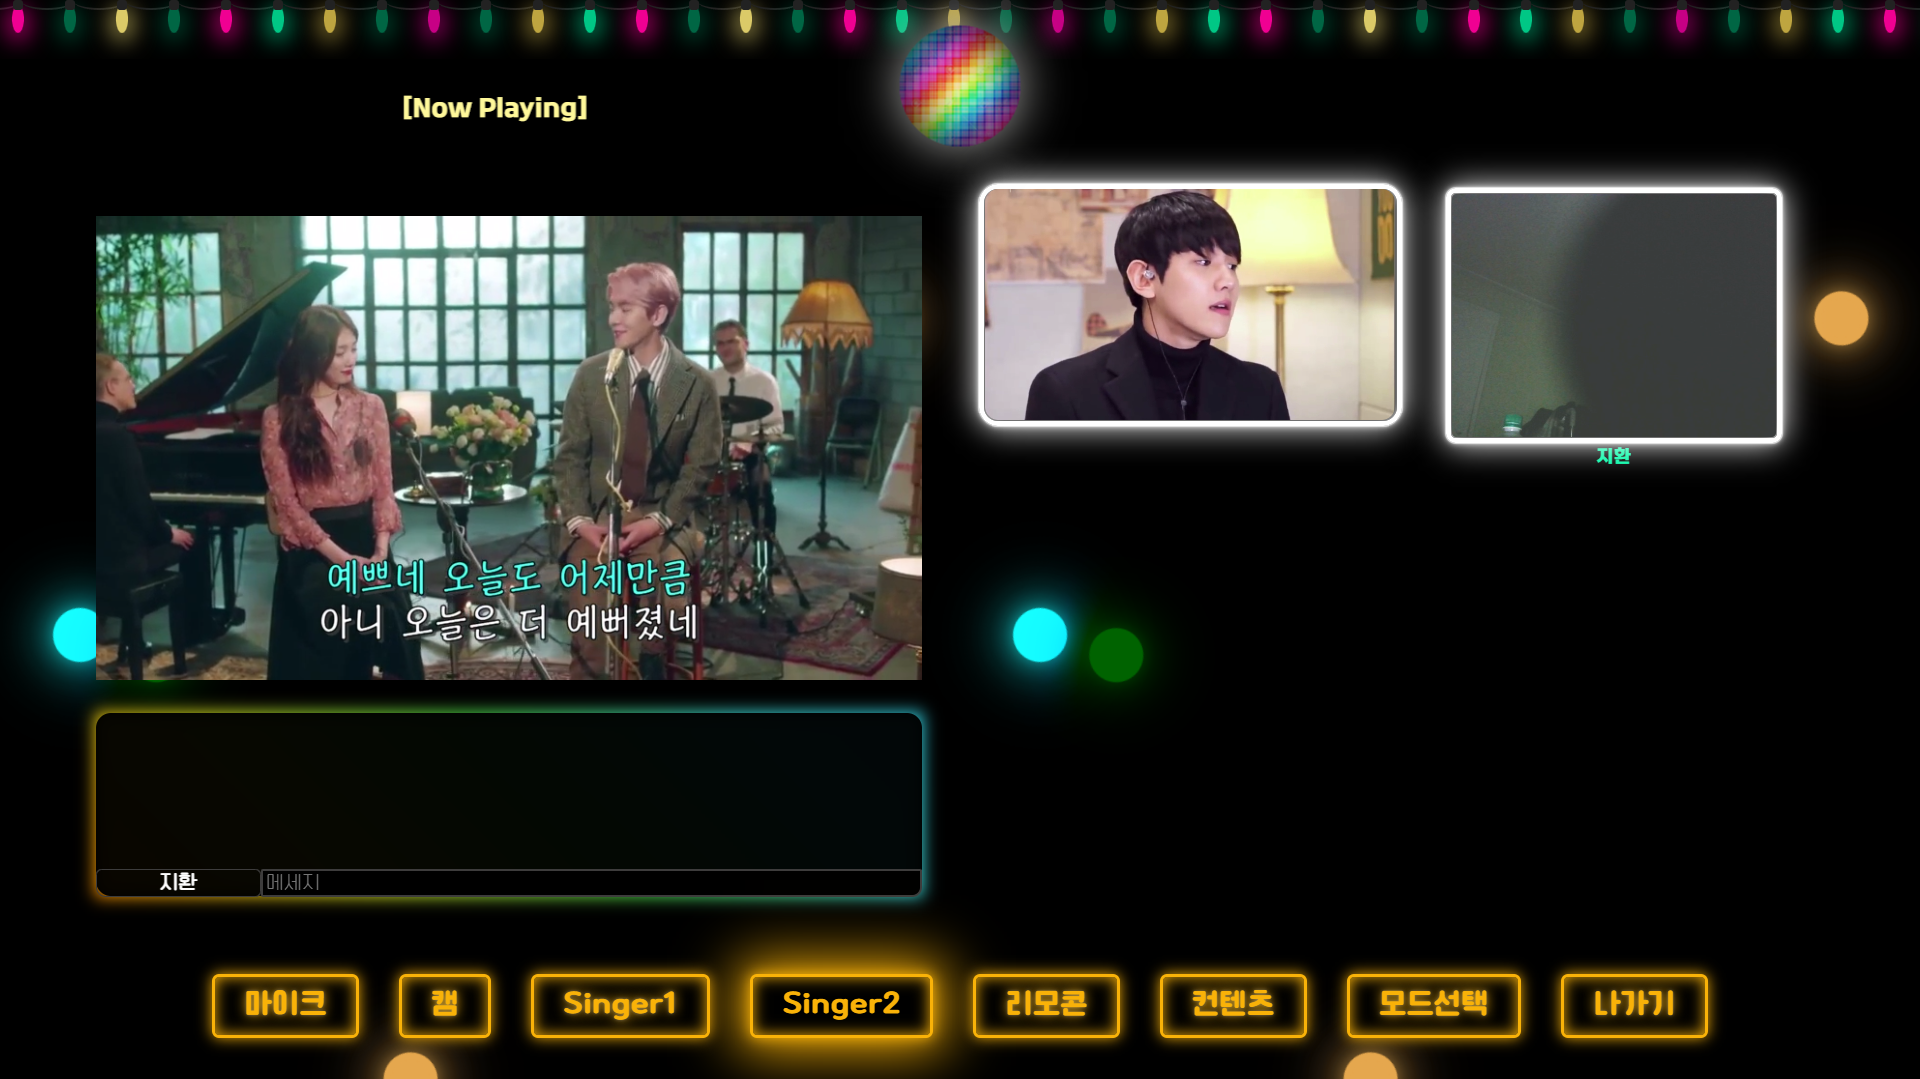 [Now Playing]
예쁘네 오늘도 어제만큼
아니 오늘은 더 예뻐졌네
지환
지환 메세지
마이크 캠 Singer1 Singer2 리모콘 컨텐츠 모드선택 나가기